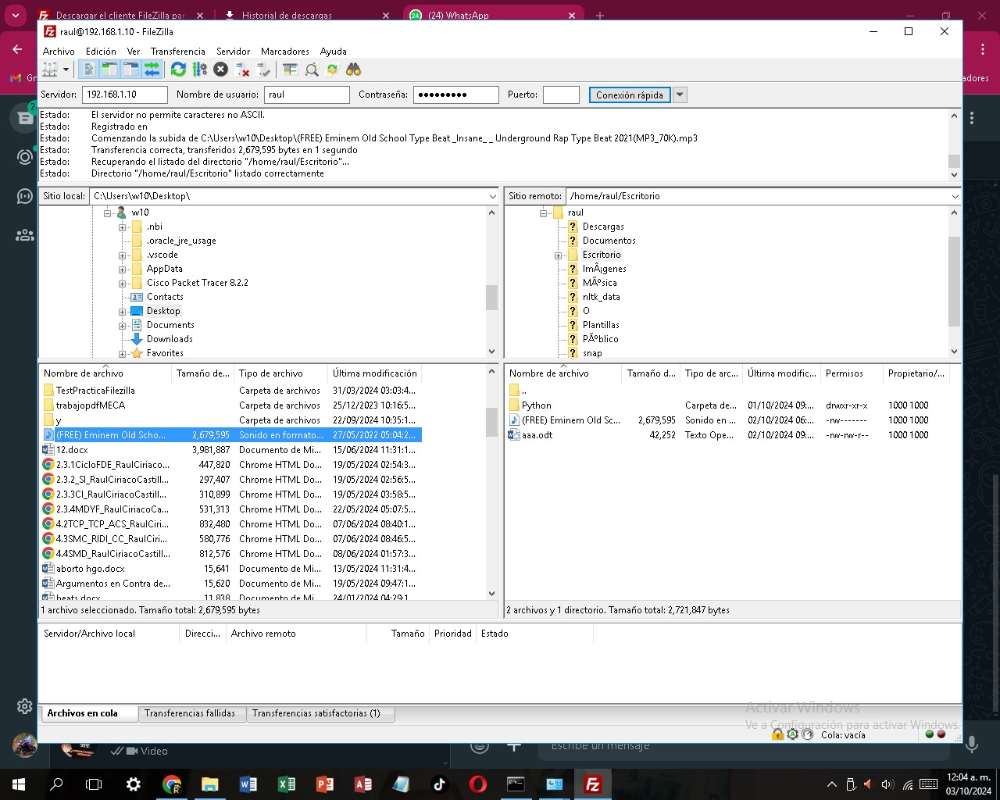 Descargar el cliente FileZilla par
Historial de descargas
(24) WhatsApp
raul@192.168.1.10 - FileZilla
Archivo Edición Ver Transferencia Servidor Marcadores Ayuda
Servidor: 192.168.1.10 Nombre de usuario: raul Contraseña: ●●●●●●●●● Puerto: Conexión rápida
Estado: El servidor no permite caracteres no ASCII.
Estado: Registrado en
Estado: Comenzando la subida de C:\Users\w10\Desktop\(FREE) Eminem Old School Type Beat _Insane_ _ Underground Rap Type Beat 2021(MP3_70K).mp3
Estado: Transferencia correcta, transferidos 2,679,595 bytes en 1 segundo
Estado: Recuperando el listado del directorio "/home/raul/Escritorio"...
Estado: Directorio "/home/raul/Escritorio" listado correctamente
Sitio local: C:\Users\w10\Desktop\
w10
.nbi
.oracle_jre_usage
.vscode
AppData
Cisco Packet Tracer 8.2.2
Contacts
Desktop
Documents
Downloads
Favorites
Sitio remoto: /home/raul/Escritorio
raul
Descargas
Documentos
Escritorio
ImÃ¡genes
MÃºsica
nltk_data
O
Plantillas
PÃºblico
snap
Nombre de archivo Tamaño de... Tipo de archivo Última modificación
TestPracticaFilezilla Carpeta de archivos 31/03/2024 03:03:4...
trabajopdfMECA Carpeta de archivos 25/12/2023 10:16:5...
y Carpeta de archivos 22/09/2024 10:35:1...
(FREE) Eminem Old Scho... 2,679,595 Sonido en formato... 27/05/2022 05:04:2...
12.docx 3,981,887 Documento de Mi... 15/06/2024 11:31:1...
2.3.1CicloFDE_RaulCiriaco... 447,820 Chrome HTML Do... 19/05/2024 02:54:3...
2.3.2_SI_RaulCiriacoCastill... 297,407 Chrome HTML Do... 19/05/2024 02:56:5...
2.3.3CI_RaulCiriacoCastill... 310,899 Chrome HTML Do... 19/05/2024 03:58:5...
2.3.4MDYF_RaulCiriacoCa... 531,313 Chrome HTML Do... 22/05/2024 05:07:5...
4.2TCP_TCP_ACS_RaulCiri... 832,480 Chrome HTML Do... 07/06/2024 08:40:1...
4.3SMC_RIDI_CC_RaulCiri... 580,776 Chrome HTML Do... 07/06/2024 08:46:5...
4.4SMD_RaulCiriacoCastill... 812,576 Chrome HTML Do... 08/06/2024 01:57:3...
aborto hgo.docx 15,641 Documento de Mi... 13/05/2024 11:31:4...
Argumentos en Contra de... 15,620 Documento de Mi... 19/05/2024 09:47:1...
beats.docx 11,838 Documento de Mi... 24/01/2024 04:29:1...
1 archivo seleccionado. Tamaño total: 2,679,595 bytes
Nombre de archivo Tamaño d... Tipo de arc... Última modific... Permisos Propietario/...
..
Python Carpeta de... 01/10/2024 09:... drwxr-xr-x 1000 1000
(FREE) Eminem Old Sc... 2,679,595 Sonido en ... 02/10/2024 06:... -rw------- 1000 1000
aaa.odt 42,252 Texto Ope... 02/10/2024 09:... -rw-rw-r-- 1000 1000
2 archivos y 1 directorio. Tamaño total: 2,721,847 bytes
Servidor/Archivo local Direcci... Archivo remoto Tamaño Prioridad Estado
Archivos en cola Transferencias fallidas Transferencias satisfactorias (1)
Activar Windows
Ve a Configuración para activar Windows.
Cola: vacía
Video
Escribe un mensaje
12:04 a. m.
03/10/2024